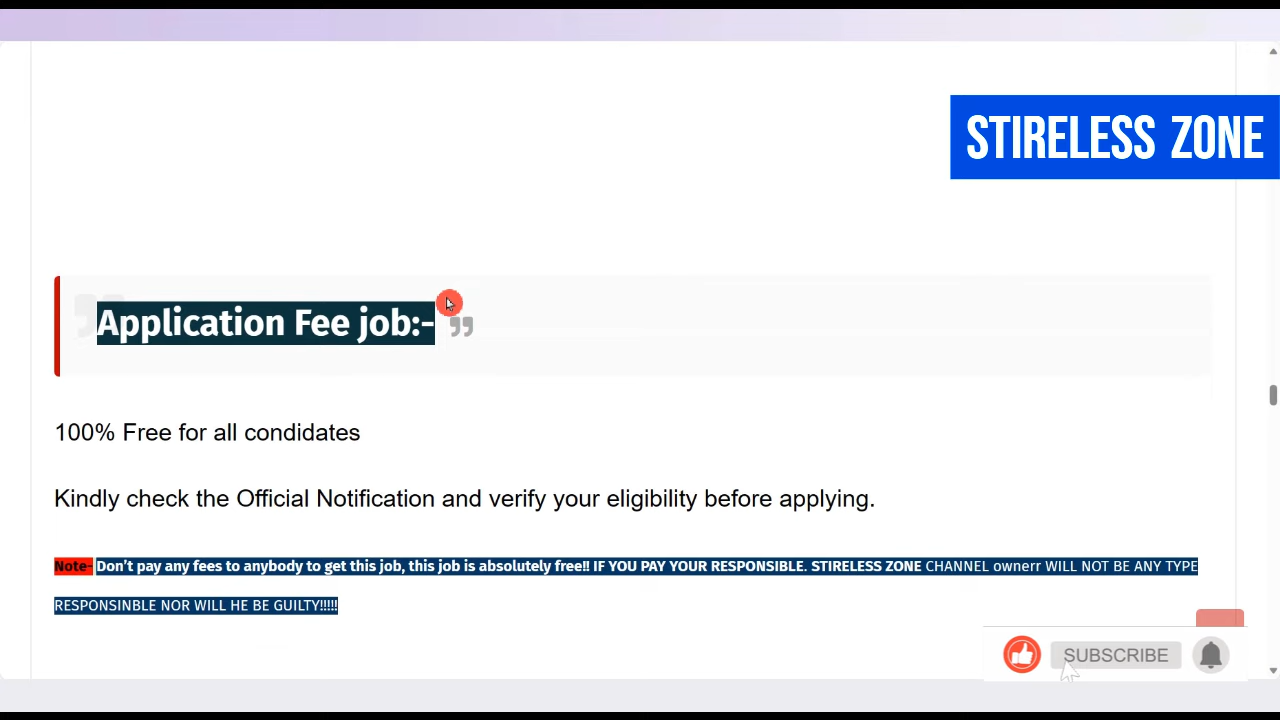 STIRELESS ZONE
Application Fee job:-
100% Free for all condidates
Kindly check the Official Notification and verify your eligibility before applying.
Note- Don't pay any fees to anybody to get this job, this job is absolutely free!! IF YOU PAY YOUR RESPONSIBLE. STIRELESS ZONE CHANNEL ownerr WILL NOT BE ANY TYPE
RESPONSINBLE NOR WILL HE BE GUILTY!!!!!
SUBSCRIBE